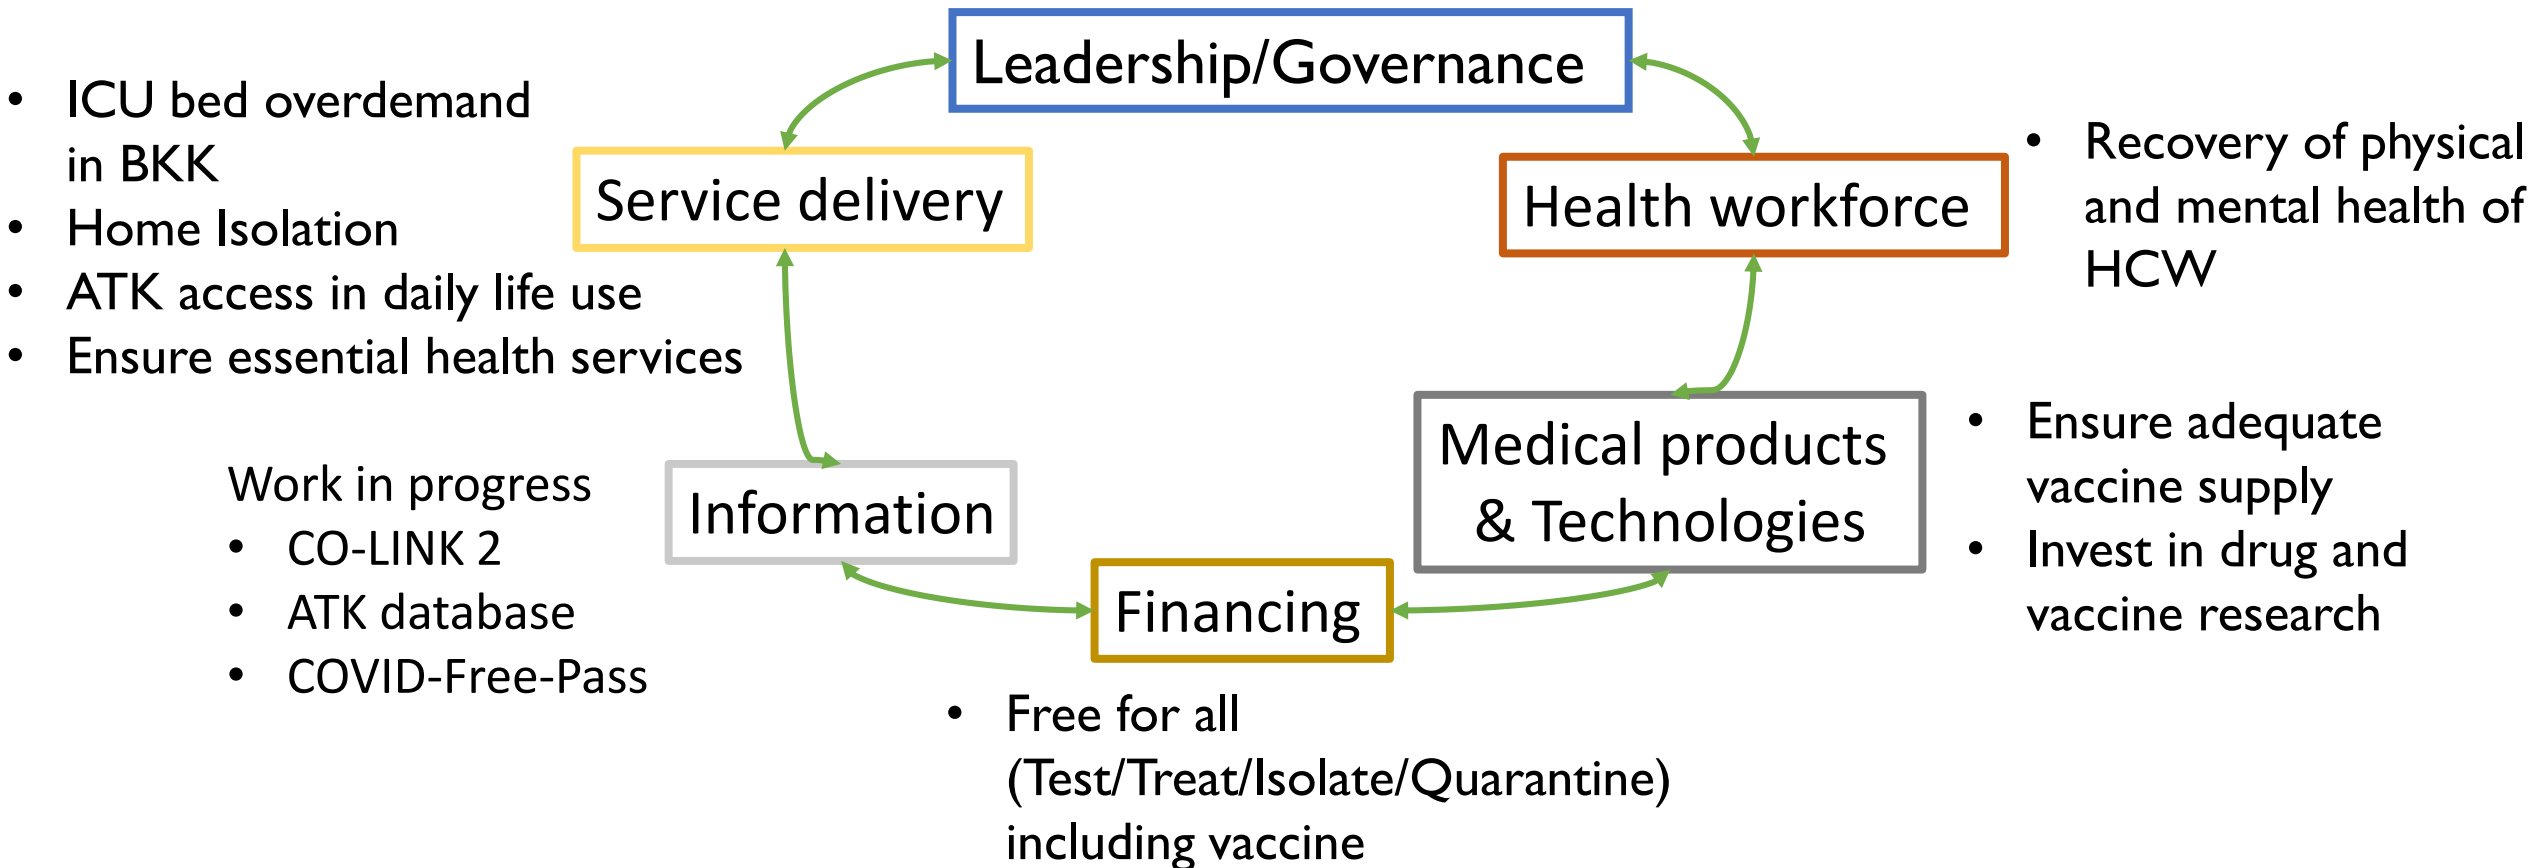 Leadership/Governance
• ICU bed overdemand
in BKK
• Home Isolation
• ATK access in daily life use
• Ensure essential health services
Service delivery
Health workforce
• Recovery of physical
and mental health of
HCW
Work in progress
• CO-LINK 2
• ATK database
• COVID-Free-Pass
Information
Medical products
& Technologies
• Ensure adequate
vaccine supply
• Invest in drug and
vaccine research
Financing
• Free for all
(Test/Treat/Isolate/Quarantine)
including vaccine